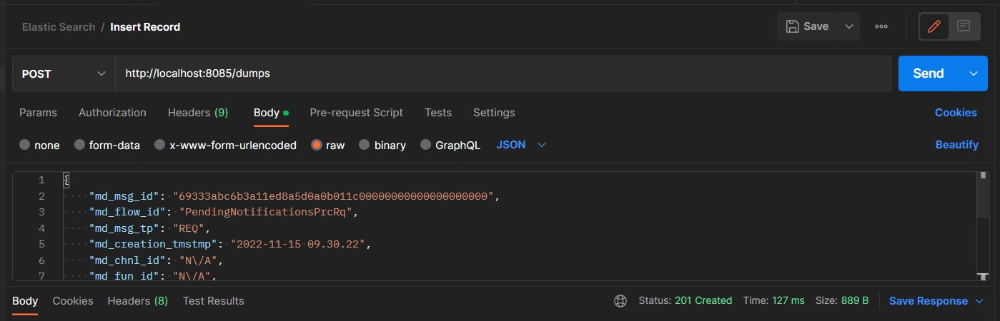 Elastic Search / Insert Record
Save
POST
http://localhost:8085/dumps
Send
Params Authorization Headers (9) Body Pre-request Script Tests Settings Cookies
none form-data x-www-form-urlencoded raw binary GraphQL JSON Beautify
1 {
2 "md_msg_id": "69333abc6b3a11ed8a5d0a0b011c00000000000000000000",
3 "md_flow_id": "PendingNotificationsPrcRq",
4 "md_msg_tp": "REQ",
5 "md_creation_tmstmp": "2022-11-15 09.30.22",
6 "md_chnl_id": "N\/A",
7 "md_fun_id": "N\/A",
Body Cookies Headers (8) Test Results Status: 201 Created Time: 127 ms Size: 889 B Save Response